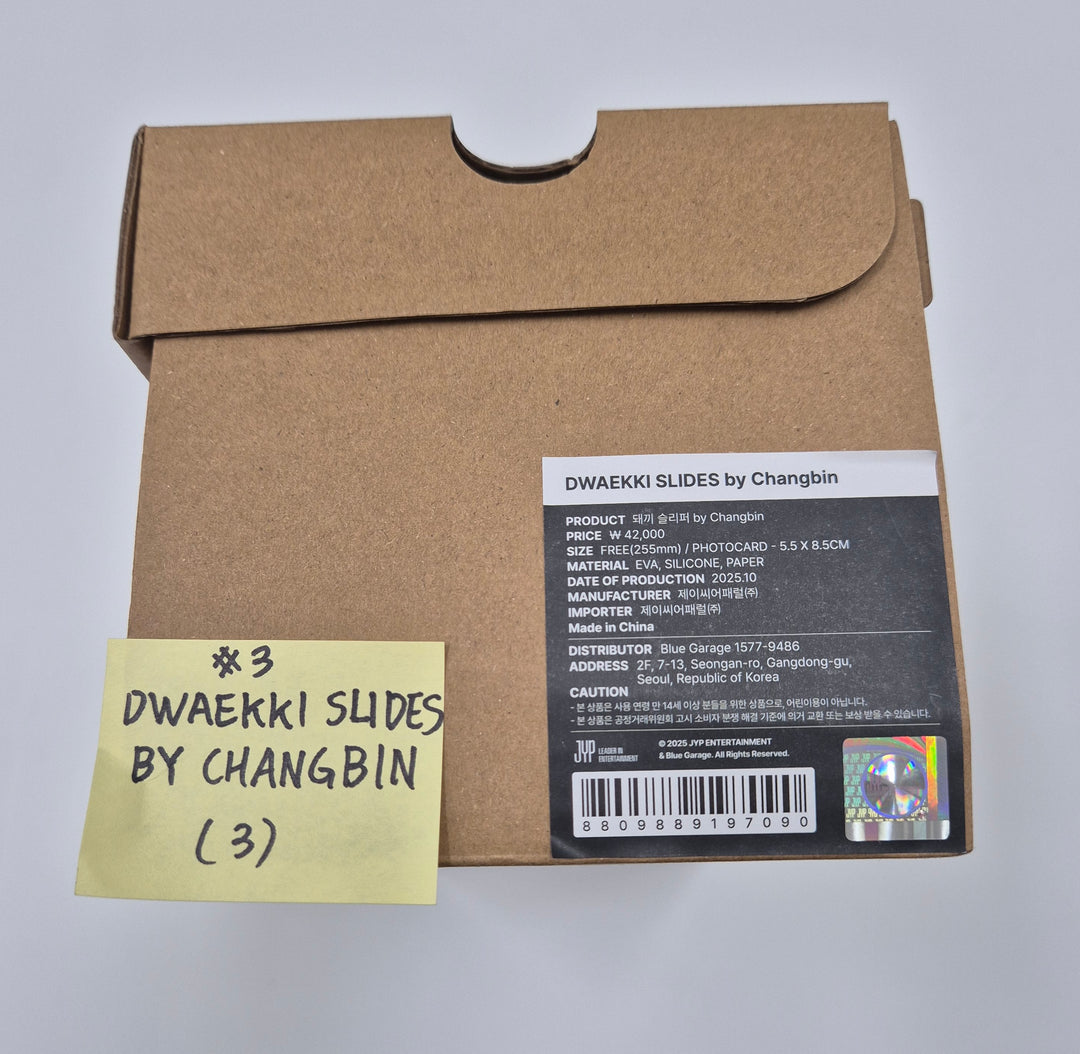 DWAEKKI SLIDES by Changbin
PRODUCT 돼끼 슬리퍼 by Changbin
PRICE ₩ 42,000
SIZE FREE(255mm) / PHOTOCARD - 5.5 X 8.5CM
MATERIAL EVA, SILICONE, PAPER
DATE OF PRODUCTION 2025.10
MANUFACTURER 제이씨어패럴(주)
IMPORTER 제이씨어패럴(주)
Made in China
DISTRIBUTOR Blue Garage 1577-9486
ADDRESS 2F, 7-13, Seongan-ro, Gangdong-gu,
Seoul, Republic of Korea
CAUTION
- 본 상품은 사용 연령 만 14세 이상 분들을 위한 상품으로, 어린이용이 아닙니다.
- 본 상품은 공정거래위원회 고시 소비자 분쟁 해결 기준에 의거 교환 또는 보상 받을 수 있습니다.
JYP LEADER IN
ENTERTAINMENT
© 2025 JYP ENTERTAINMENT
& Blue Garage. All Rights Reserved.
8809889197090
#3
DWAEKKI SLIDES
BY CHANGBIN
(3)